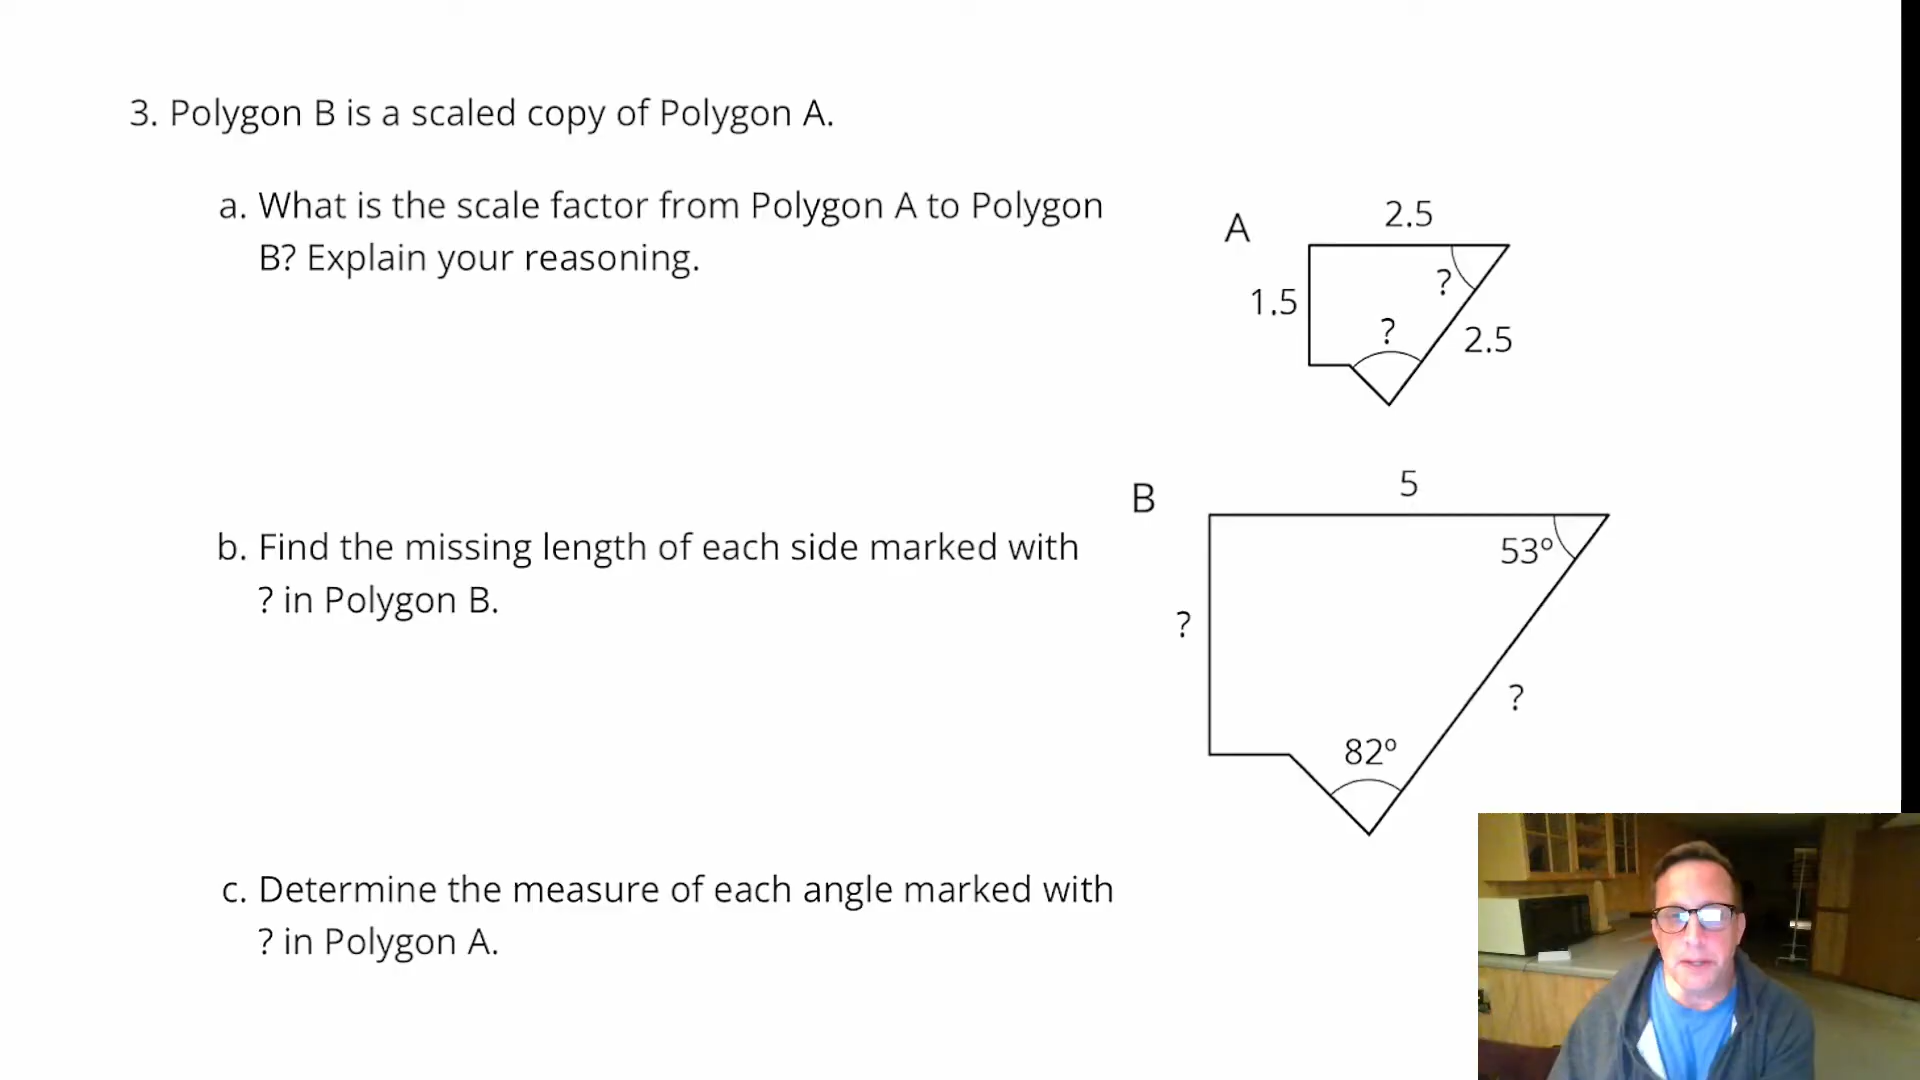 3. Polygon B is a scaled copy of Polygon A.
a. What is the scale factor from Polygon A to Polygon
B? Explain your reasoning.
A
2.5
1.5
?
?
2.5
b. Find the missing length of each side marked with
? in Polygon B.
B
5
53º
?
?
82º
c. Determine the measure of each angle marked with
? in Polygon A.